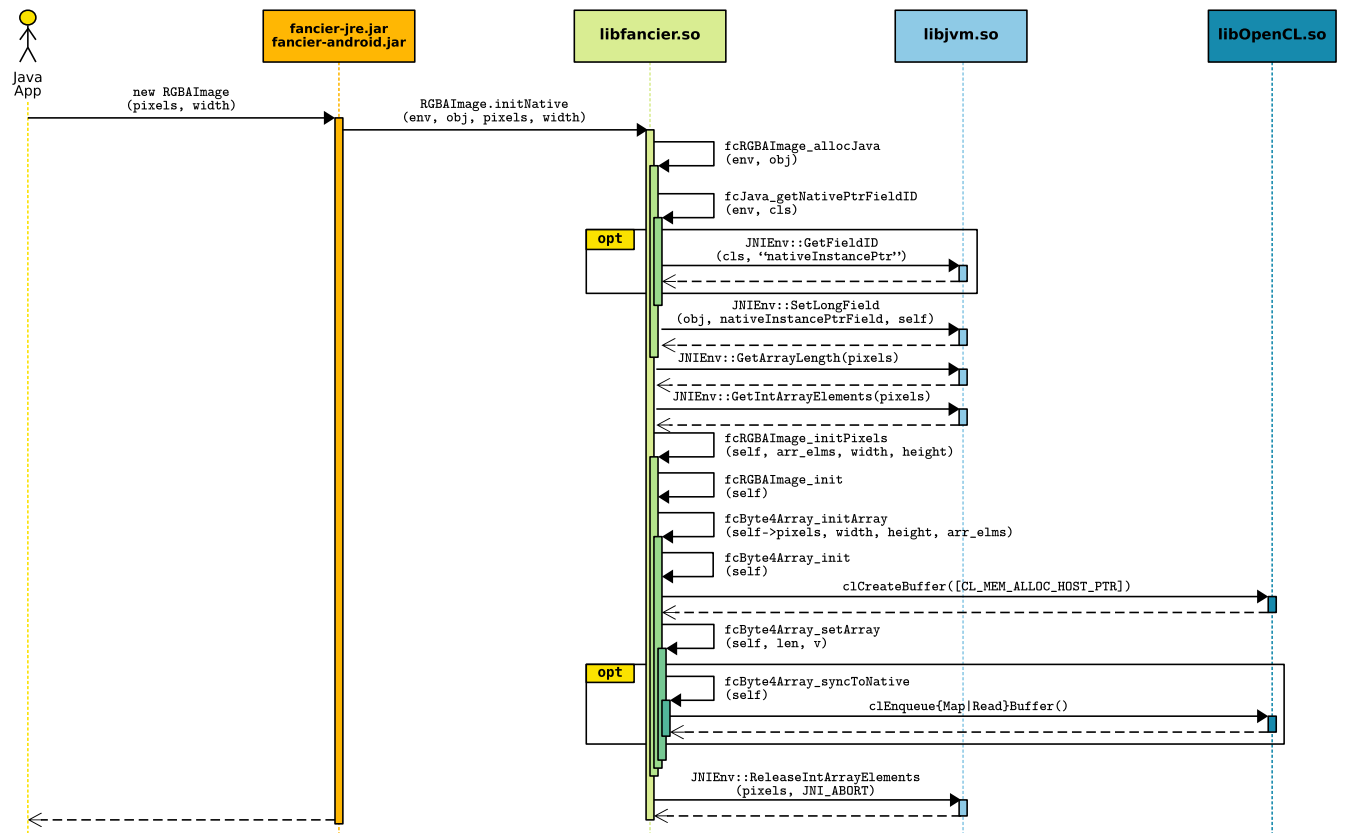 Java
App
fancier-jre.jar
fancier-android.jar
libfancier.so
libjvm.so
libOpenCL.so
new RGBAImage
(pixels, width)
RGBAImage.initNative
(env, obj, pixels, width)
fcRGBAImage_allocJava
(env, obj)
fcJava_getNativePtrFieldID
(env, cls)
opt
JNIEnv::GetFieldID
(cls, “nativeInstancePtr”)
JNIEnv::SetLongField
(obj, nativeInstancePtrField, self)
JNIEnv::GetArrayLength(pixels)
JNIEnv::GetIntArrayElements(pixels)
fcRGBAImage_initPixels
(self, arr_elms, width, height)
fcRGBAImage_init
(self)
fcByte4Array_initArray
(self->pixels, width, height, arr_elms)
fcByte4Array_init
(self)
clCreateBuffer([CL_MEM_ALLOC_HOST_PTR])
fcByte4Array_setArray
(self, len, v)
opt
fcByte4Array_syncToNative
(self)
clEnqueue{Map|Read}Buffer()
JNIEnv::ReleaseIntArrayElements
(pixels, JNI_ABORT)